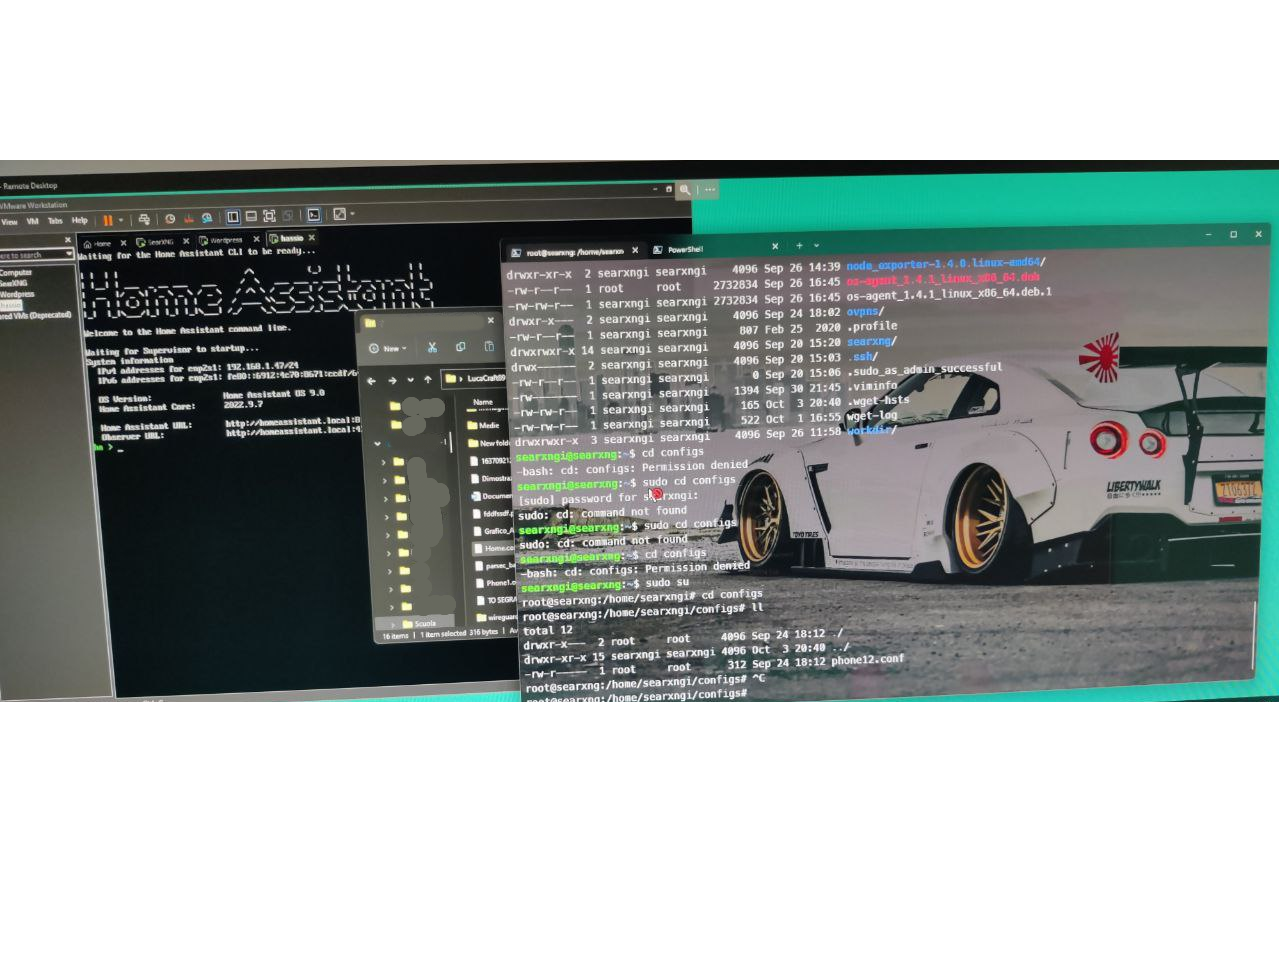 - Remote Desktop
VMware Workstation
View VM Tabs Help
ere to search
Home SearXNG Wordpress hassio
Computer
SearXNG
Wordpress
hassio
ared VMs (Deprecated)
Waiting for the Home Assistant CLI to be ready...
Home Assistant
Welcome to the Home Assistant command line.
Waiting for Supervisor to startup...
System information
IPv4 addresses for enp2s1: 192.168.1.47/24
IPv6 addresses for enp2s1:
OS Version: Home Assistant OS 9.0
Home Assistant Core: 2022.9.7
Home Assistant URL: http://homeassistant.local:8
Observer URL: http://homeassistant.local:4
ha > _
New
LucaCraft89
Name
Medie
New folde
16370921
Dimostra
Documen
fddfssdf.p
Grafico_A
Home.co
parsec_ba
Phone1.o
TO SEGRA
wireguar
Scuola
16 items | 1 item selected 316 bytes | Av
root@searxng: /home/searxn PowerShell
drwxr-xr-x 2 searxngi searxngi 4096 Sep 26 14:39 node_exporter-1.4.0.linux-amd64/
-rw-r--r-- 1 root root 2732834 Sep 26 16:45 os-agent_1.4.1_linux_x86_64.deb
-rw-rw-r-- 1 searxngi searxngi 2732834 Sep 26 16:45 os-agent_1.4.1_linux_x86_64.deb.1
drwxr-x--- 2 searxngi searxngi 4096 Sep 24 18:02 ovpns/
-rw-r--r-- 1 searxngi searxngi 807 Feb 25 2020 .profile
drwxrwxr-x 14 searxngi searxngi 4096 Sep 20 15:20 searxng/
drwx------ 2 searxngi searxngi 4096 Sep 20 15:03 .ssh/
-rw-r--r-- 1 searxngi searxngi 0 Sep 20 15:06 .sudo_as_admin_successful
-rw------- 1 searxngi searxngi 1394 Sep 30 21:45 .viminfo
-rw-rw-r-- 1 searxngi searxngi 165 Oct 3 20:40 .wget-hsts
-rw-rw-r-- 1 searxngi searxngi 522 Oct 1 16:55 wget-log
drwxrwxr-x 3 searxngi searxngi 4096 Sep 26 11:58 workdir/
searxngi@searxng:~$ cd configs
-bash: cd: configs: Permission denied
searxngi@searxng:~$ sudo cd configs
[sudo] password for searxngi:
sudo: cd: command not found
searxngi@searxng:~$ sudo cd configs
sudo: cd: command not found
searxngi@searxng:~$ cd configs
-bash: cd: configs: Permission denied
searxngi@searxng:~$ sudo su
root@searxng:/home/searxngi# cd configs
root@searxng:/home/searxngi/configs# ll
total 12
drwxr-x--- 2 root root 4096 Sep 24 18:12 ./
drwxr-xr-x 15 searxngi searxngi 4096 Oct 3 20:40 ../
-rw-r----- 1 root root 312 Sep 24 18:12 phone12.conf
root@searxng:/home/searxngi/configs# ^C
root@searxng:/home/searxngi/configs#
LIBERTYWALK
TOYO TIRES